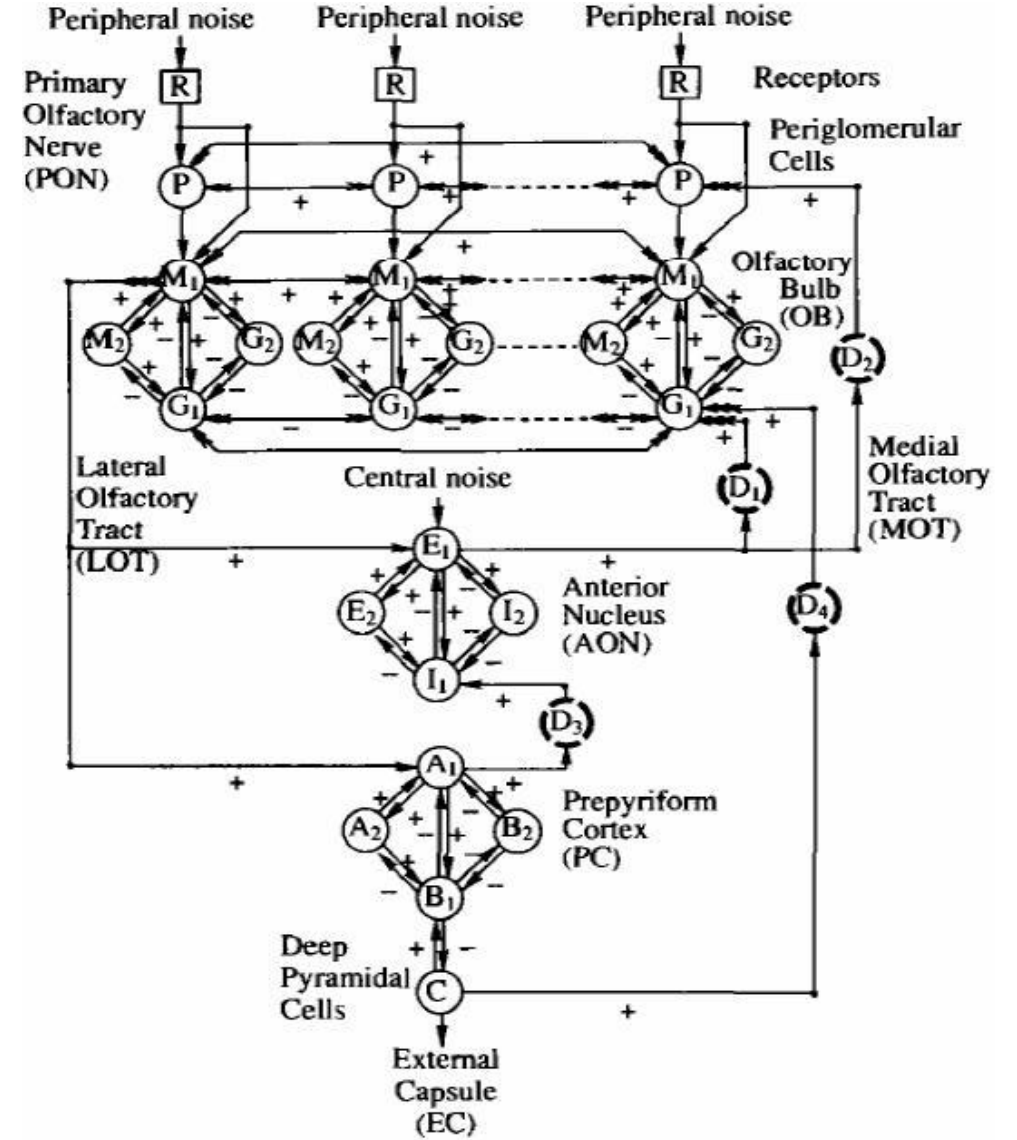 Peripheral noise Peripheral noise Peripheral noise
R R R
Receptors
Primary
Olfactory
Nerve
(PON)
Periglomerular
Cells
+
P P P
+ + + +
+
M₁ M₁ M₁
Olfactory
Bulb
(OB)
+ + + + + + + +
+ − + − + − + − + −
M₂ G₂ M₂ G₂ M₂ G₂
D₂
+ − + − + −
− − − − − −
G₁ G₁ G₁
− − −
+ +
D₁
Lateral
Olfactory
Tract
(LOT)
Medial
Olfactory
Tract
(MOT)
Central noise
E₁
+ +
+ + −
+ − +
E₂ I₂
Anterior
Nucleus
(AON)
D₄
+ −
− −
I₁
+
D₃
A₁
+
+ + +
+ − + −
A₂ B₂
Prepyriform
Cortex
(PC)
+ −
− −
B₁
+ −
Deep
Pyramidal
Cells
C
+
External
Capsule
(EC)